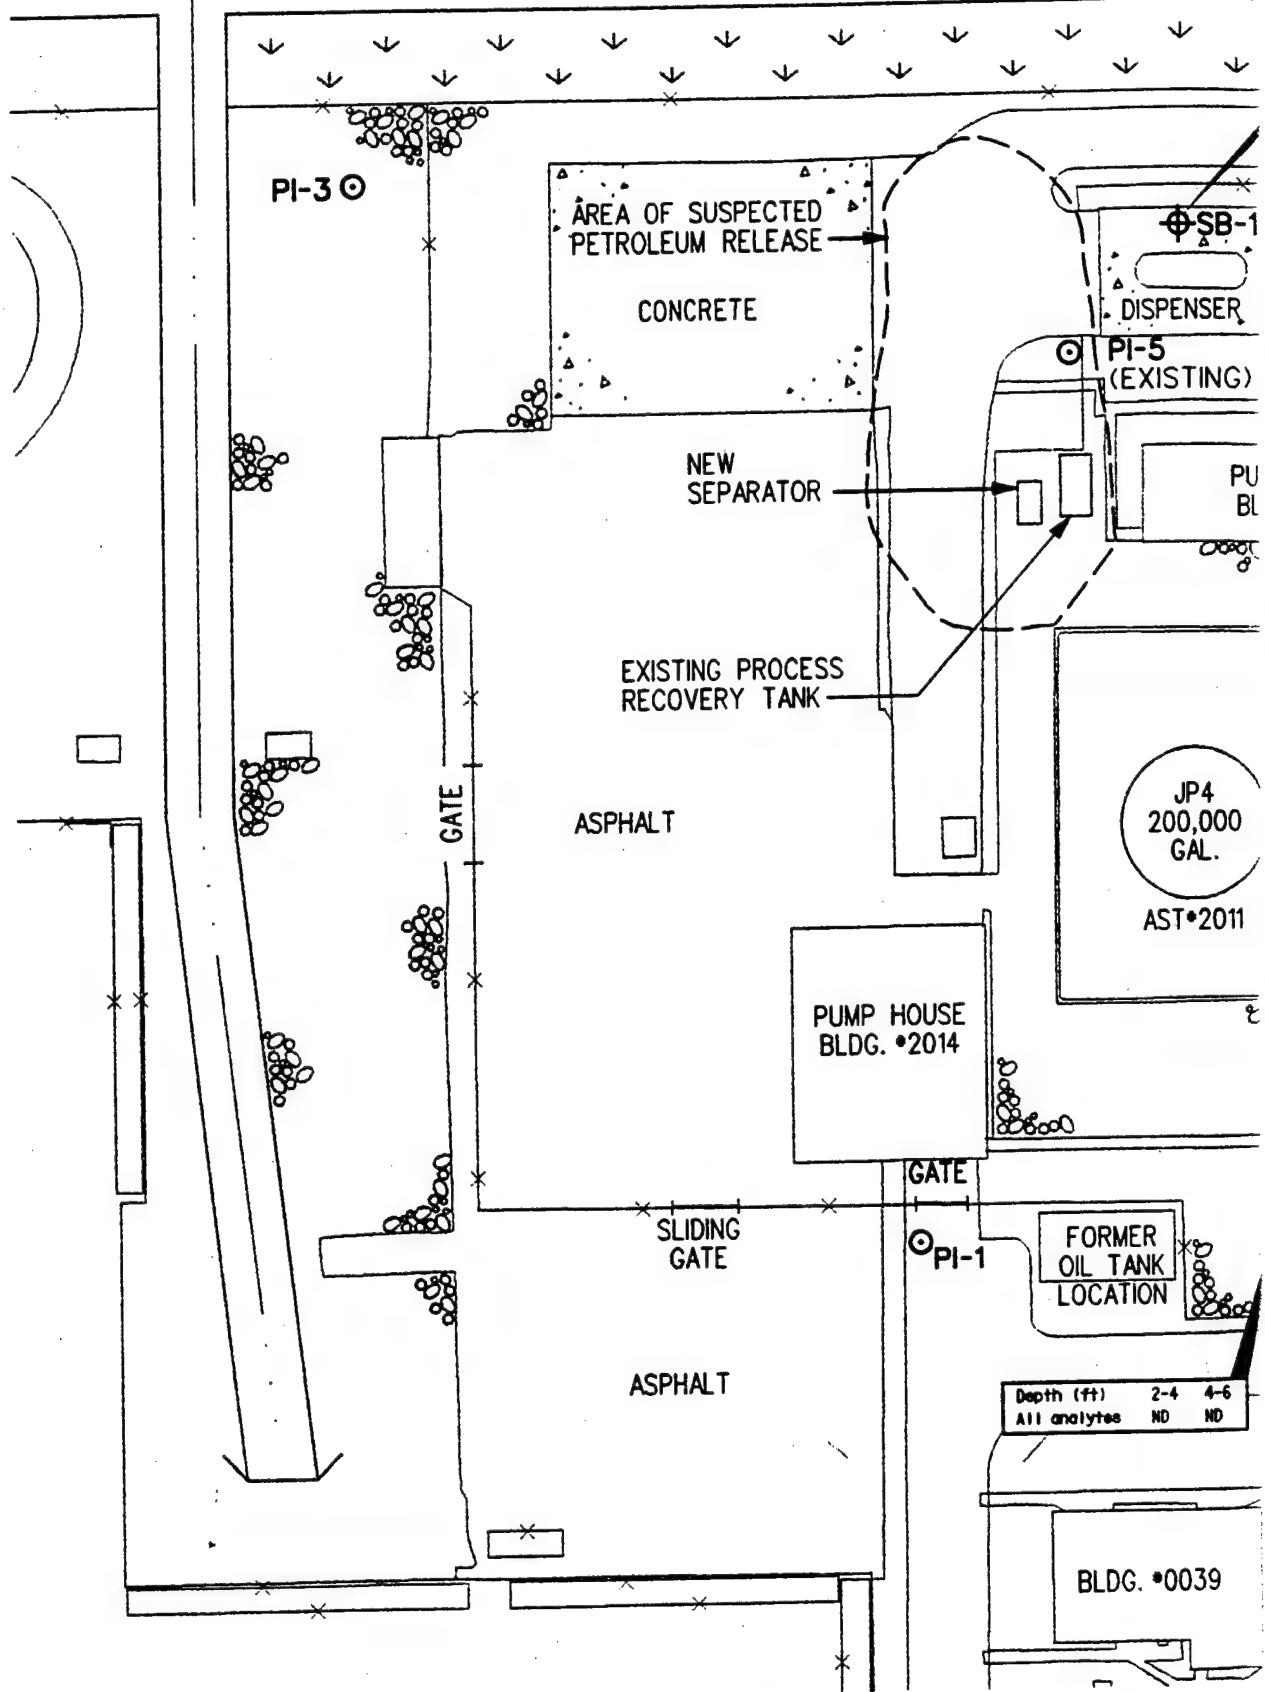 PI-3
AREA OF SUSPECTED
PETROLEUM RELEASE
CONCRETE
SB-1
DISPENSER
PI-5
(EXISTING)
NEW
SEPARATOR
PU
BL
EXISTING PROCESS
RECOVERY TANK
GATE
ASPHALT
JP4
200,000
GAL.
AST#2011
PUMP HOUSE
BLDG. #2014
GATE
SLIDING
GATE
PI-1
FORMER
OIL TANK
LOCATION
ASPHALT
Depth (ft) 2-4 4-6
All analytes ND ND
BLDG. #0039